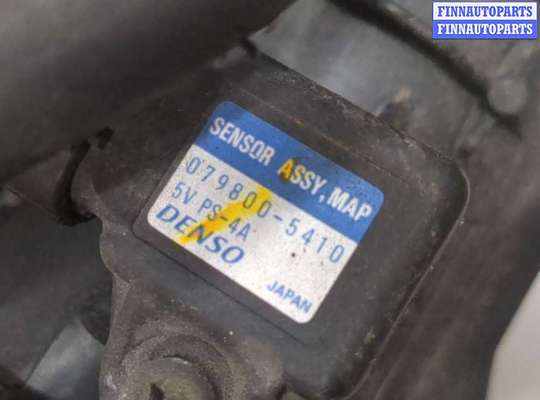 FINNAUTOPARTS
FINNAUTOPARTS
SENSOR ASSY, MAP
079800-5410
5V PS-4A
DENSO
JAPAN